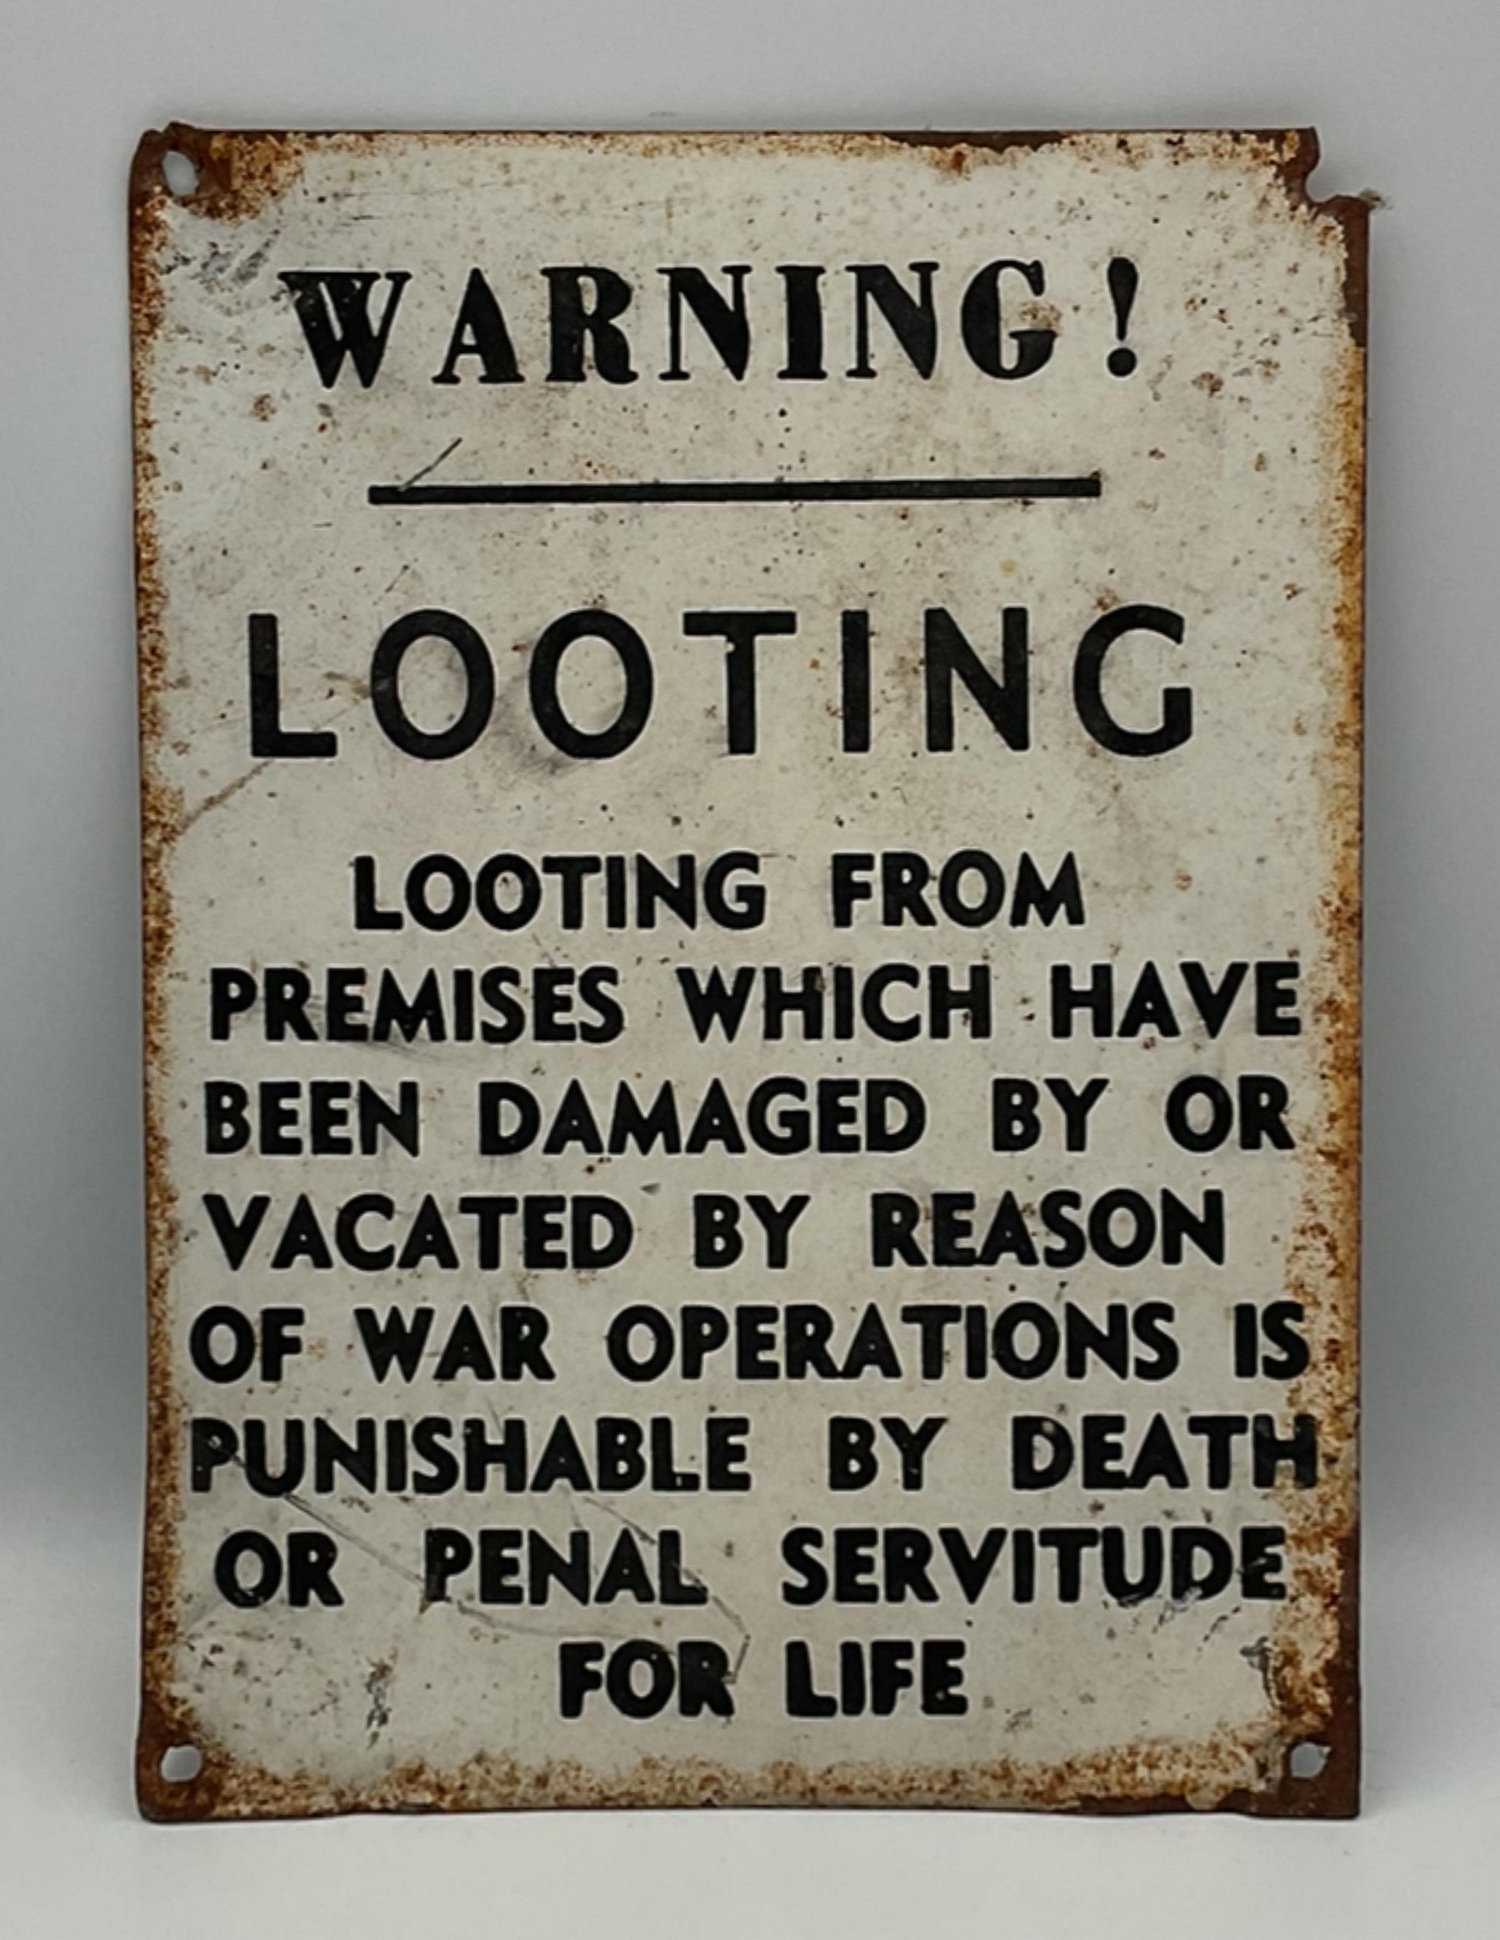 WARNING!
LOOTING
LOOTING FROM
PREMISES WHICH HAVE
BEEN DAMAGED BY OR
VACATED BY REASON
OF WAR OPERATIONS IS
PUNISHABLE BY DEATH
OR PENAL SERVITUDE
FOR LIFE